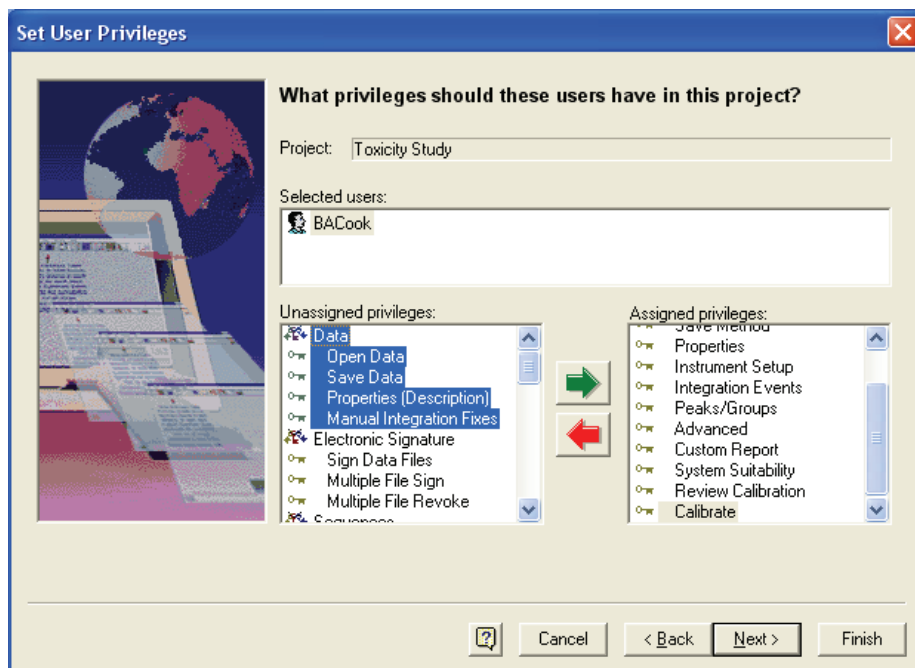 Set User Privileges
What privileges should these users have in this project?
Project: Toxicity Study
Selected users:
BACook
Unassigned privileges:
Data
Open Data
Save Data
Properties (Description)
Manual Integration Fixes
Electronic Signature
Sign Data Files
Multiple File Sign
Multiple File Revoke
Sequences
Assigned privileges:
Save Method
Properties
Instrument Setup
Integration Events
Peaks/Groups
Advanced
Custom Report
System Suitability
Review Calibration
Calibrate
Cancel
< Back
Next >
Finish